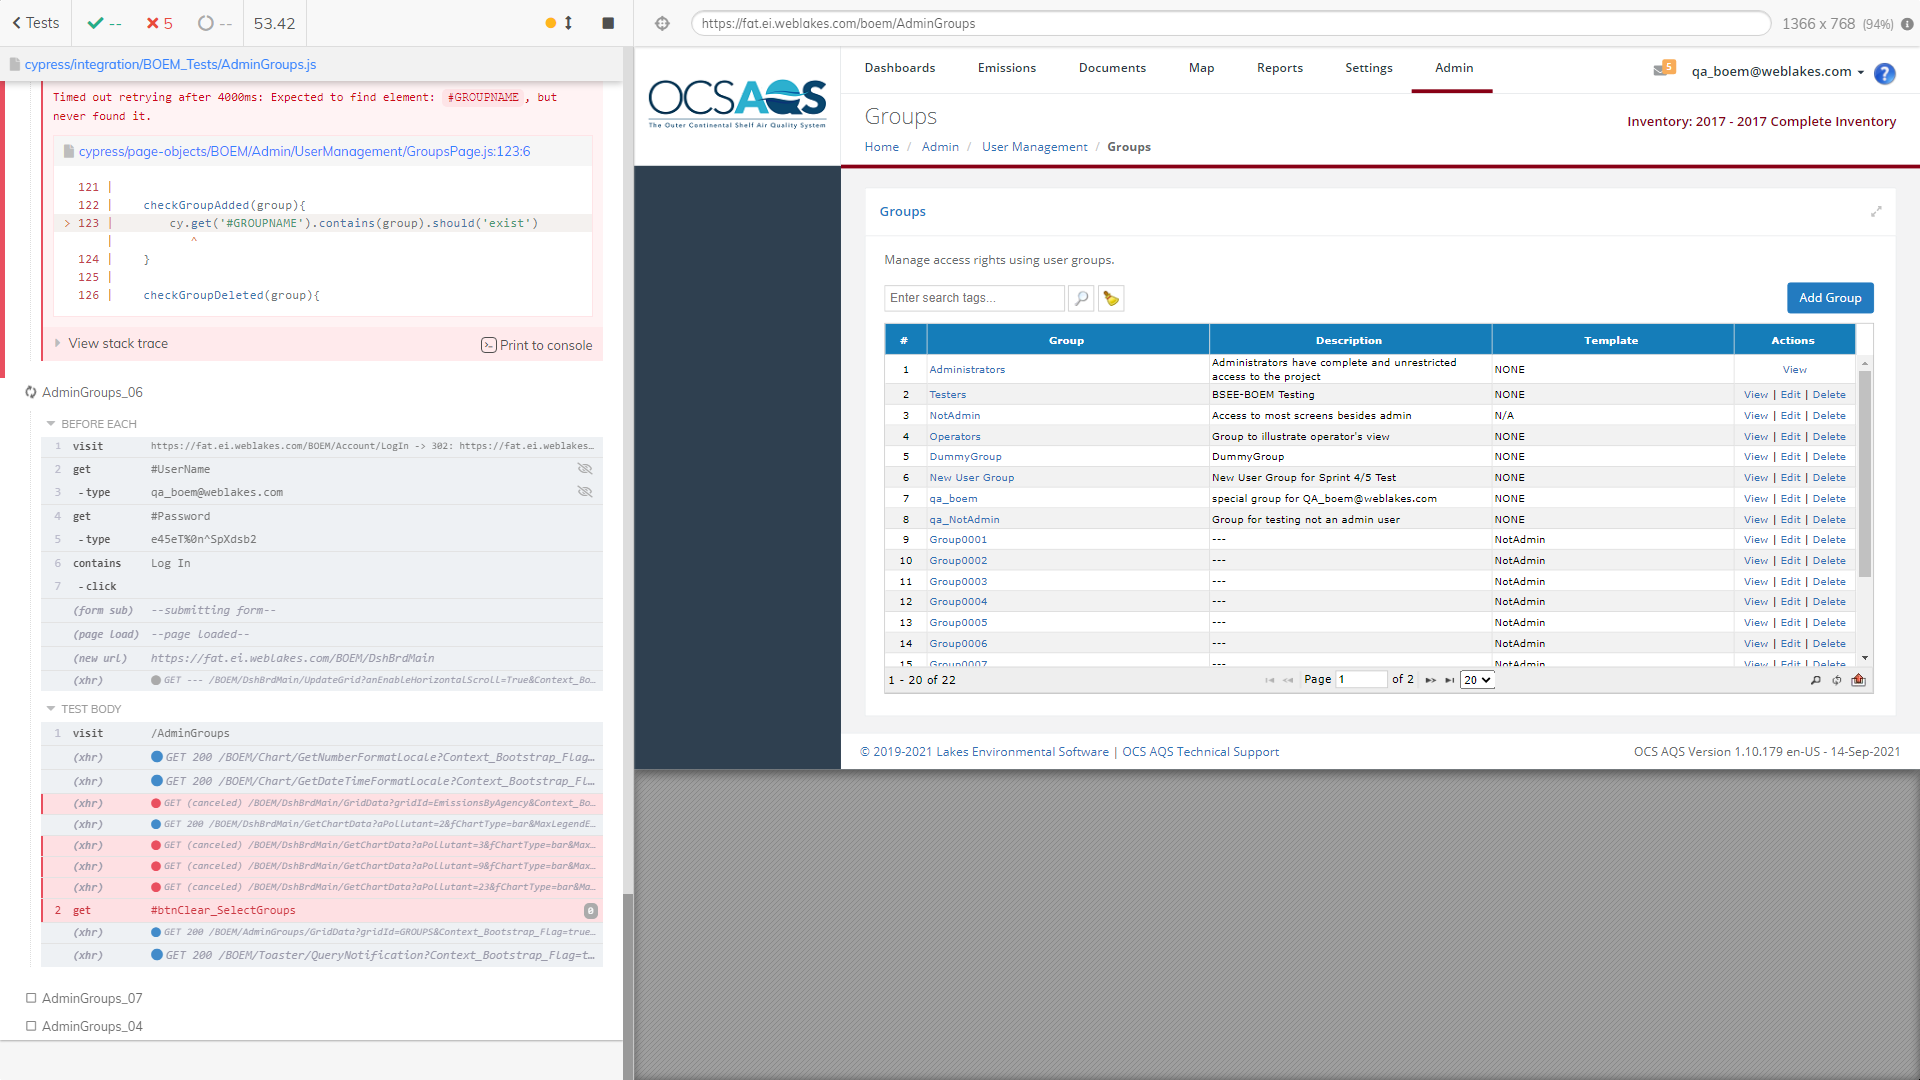 Tests
--
5
--
53.42
cypress/integration/BOEM_Tests/AdminGroups.js
Timed out retrying after 4000ms: Expected to find element: #GROUPNAME, but
never found it.
cypress/page-objects/BOEM/Admin/UserManagement/GroupsPage.js:123:6
121 |
122 | checkGroupAdded(group){
> 123 | cy.get('#GROUPNAME').contains(group).should('exist')
| ^
124 | }
125 |
126 | checkGroupDeleted(group){
View stack trace
Print to console
AdminGroups_06
BEFORE EACH
1 visit https://fat.ei.weblakes.com/BOEM/Account/LogIn -> 302: https://fat.ei.weblakes...
2 get #UserName
3 -type qa_boem@weblakes.com
4 get #Password
5 -type e45eT%0n^SpXdsb2
6 contains Log In
7 -click
(form sub) --submitting form--
(page load) --page loaded--
(new url) https://fat.ei.weblakes.com/BOEM/DshBrdMain
(xhr) GET --- /BOEM/DshBrdMain/UpdateGrid?anEnableHorizontalScroll=True&Context_Bo...
TEST BODY
1 visit /AdminGroups
(xhr) GET 200 /BOEM/Chart/GetNumberFormatLocale?Context_Bootstrap_Flag...
(xhr) GET 200 /BOEM/Chart/GetDateTimeFormatLocale?Context_Bootstrap_Fl...
(xhr) GET (canceled) /BOEM/DshBrdMain/GridData?gridId=EmissionsByAgency&Context_Bo...
(xhr) GET 200 /BOEM/DshBrdMain/GetChartData?aPollutant=2&fChartType=bar&MaxLegendE...
(xhr) GET (canceled) /BOEM/DshBrdMain/GetChartData?aPollutant=3&fChartType=bar&Max...
(xhr) GET (canceled) /BOEM/DshBrdMain/GetChartData?aPollutant=9&fChartType=bar&Max...
(xhr) GET (canceled) /BOEM/DshBrdMain/GetChartData?aPollutant=23&fChartType=bar&Ma...
2 get #btnClear_SelectGroups 0
(xhr) GET 200 /BOEM/AdminGroups/GridData?gridId=GROUPS&Context_Bootstrap_Flag=true...
(xhr) GET 200 /BOEM/Toaster/QueryNotification?Context_Bootstrap_Flag=t...
AdminGroups_07
AdminGroups_04
https://fat.ei.weblakes.com/boem/AdminGroups
1366 x 768 (94%)
OCSAQS
The Outer Continental Shelf Air Quality System
Dashboards Emissions Documents Map Reports Settings Admin
5
qa_boem@weblakes.com
?
Groups
Inventory: 2017 - 2017 Complete Inventory
Home / Admin / User Management / Groups
Groups
Manage access rights using user groups.
Enter search tags...
Add Group
# Group Description Template Actions
1 Administrators Administrators have complete and unrestricted access to the project NONE View
2 Testers BSEE-BOEM Testing NONE View | Edit | Delete
3 NotAdmin Access to most screens besides admin N/A View | Edit | Delete
4 Operators Group to illustrate operator's view NONE View | Edit | Delete
5 DummyGroup DummyGroup NONE View | Edit | Delete
6 New User Group New User Group for Sprint 4/5 Test NONE View | Edit | Delete
7 qa_boem special group for QA_boem@weblakes.com NONE View | Edit | Delete
8 qa_NotAdmin Group for testing not an admin user NONE View | Edit | Delete
9 Group0001 --- NotAdmin View | Edit | Delete
10 Group0002 --- NotAdmin View | Edit | Delete
11 Group0003 --- NotAdmin View | Edit | Delete
12 Group0004 --- NotAdmin View | Edit | Delete
13 Group0005 --- NotAdmin View | Edit | Delete
14 Group0006 --- NotAdmin View | Edit | Delete
15 Group0007 --- NotAdmin View | Edit | Delete
1 - 20 of 22
Page 1 of 2
20
© 2019-2021 Lakes Environmental Software | OCS AQS Technical Support
OCS AQS Version 1.10.179 en-US - 14-Sep-2021